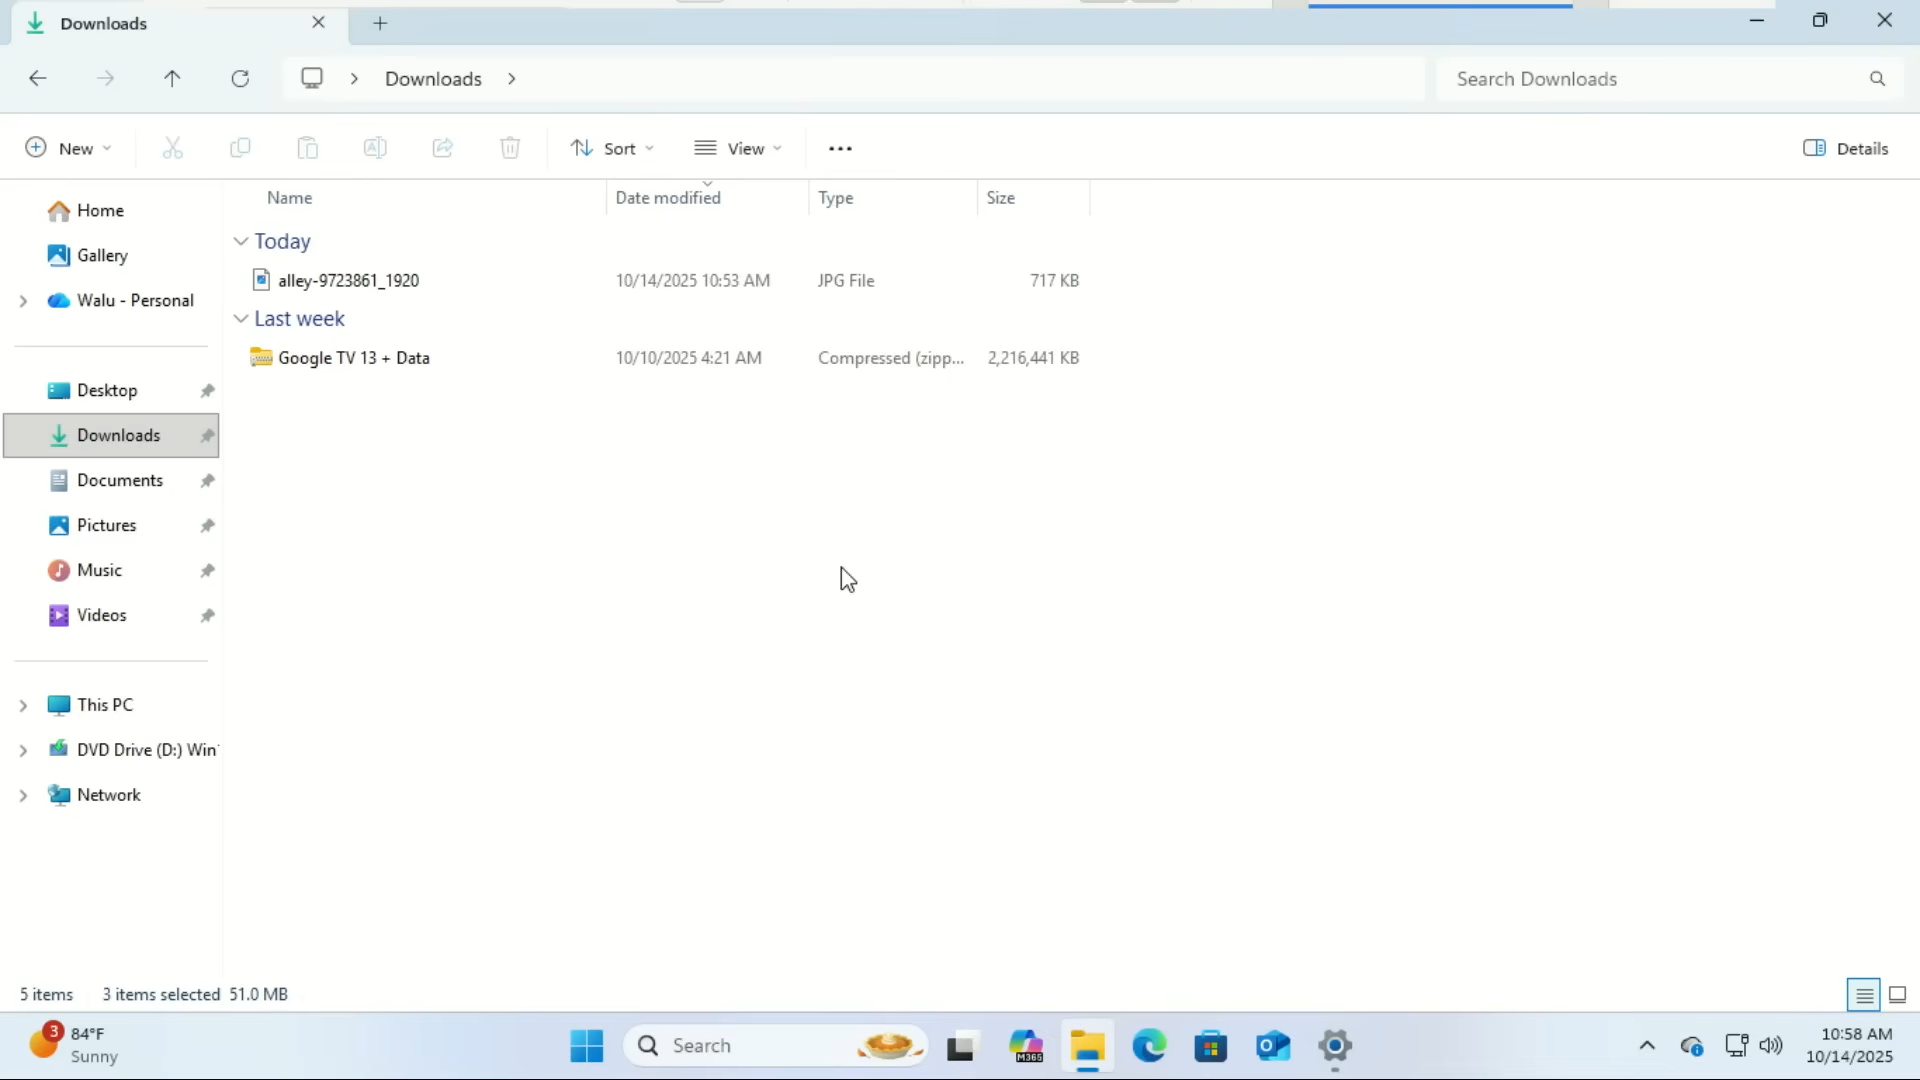 Downloads
Downloads
Search Downloads
New
Sort
View
Details
Name
Date modified
Type
Size
Today
alley-9723861_1920
10/14/2025 10:53 AM
JPG File
717 KB
Last week
Google TV 13 + Data
10/10/2025 4:21 AM
Compressed (zipp...
2,216,441 KB
Home
Gallery
Walu - Personal
Desktop
Downloads
Documents
Pictures
Music
Videos
This PC
DVD Drive (D:) Win
Network
5 items
3 items selected 51.0 MB
3
84°F
Sunny
Search
M365
10:58 AM
10/14/2025